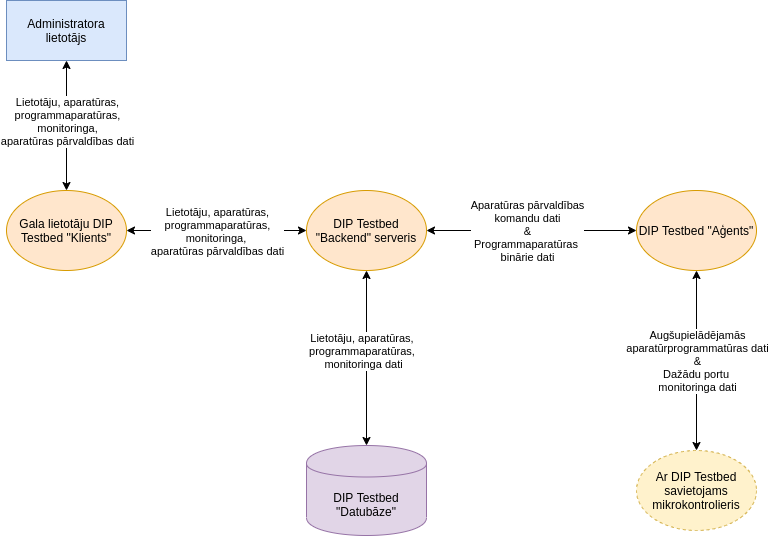 Administratora
lietotājs
Lietotāju, aparatūras,
programmaparatūras,
monitoringa,
aparatūras pārvaldības dati
Gala lietotāju DIP
Testbed "Klients"
Lietotāju, aparatūras,
programmaparatūras,
monitoringa,
aparatūras pārvaldības dati
DIP Testbed
"Backend" serveris
Aparatūras pārvaldības
komandu dati
&
Programmaparatūras
binārie dati
DIP Testbed "Aģents"
Lietotāju, aparatūras,
programmaparatūras,
monitoringa dati
Augšupielādējamās
aparatūrprogrammatūras dati
&
Dažādu portu
monitoringa dati
DIP Testbed
"Datubāze"
Ar DIP Testbed
savietojams
mikrokontrolieris